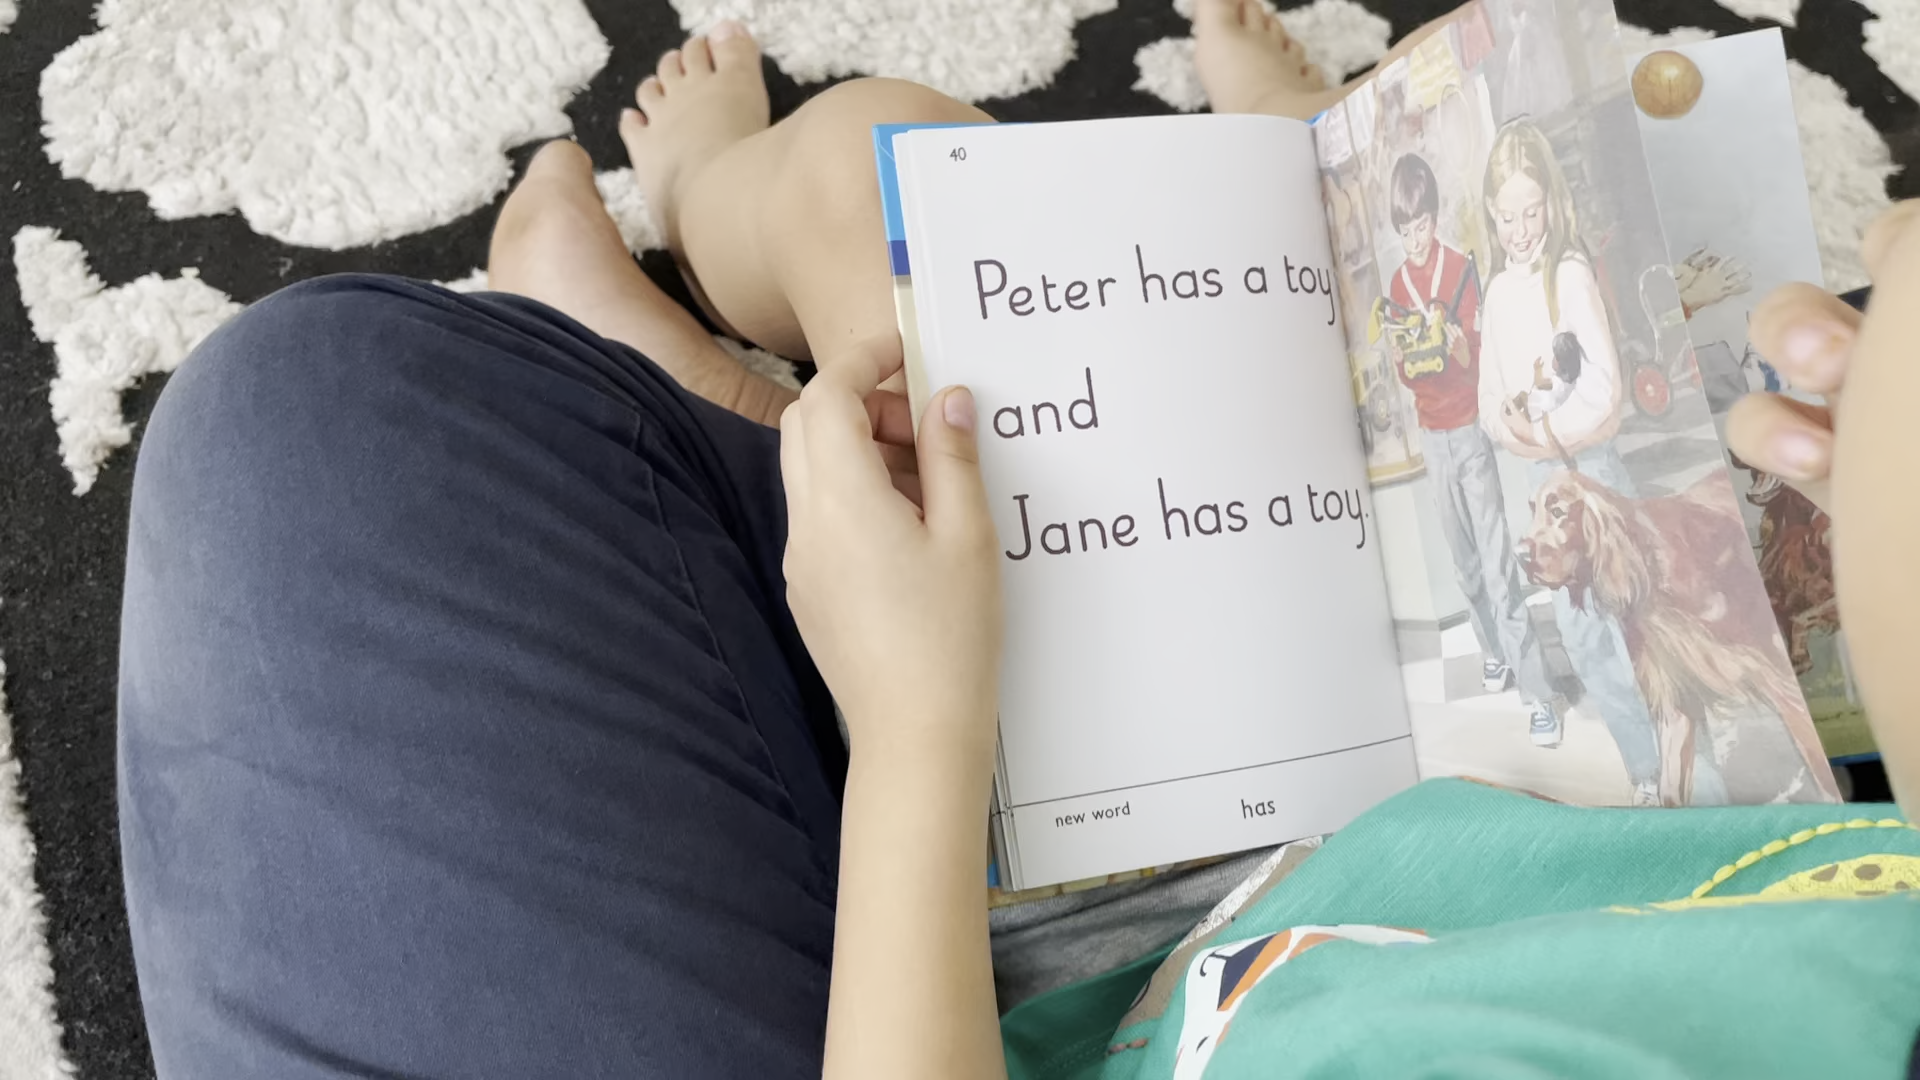 40
Peter has a toy
and
Jane has a toy.
new word has